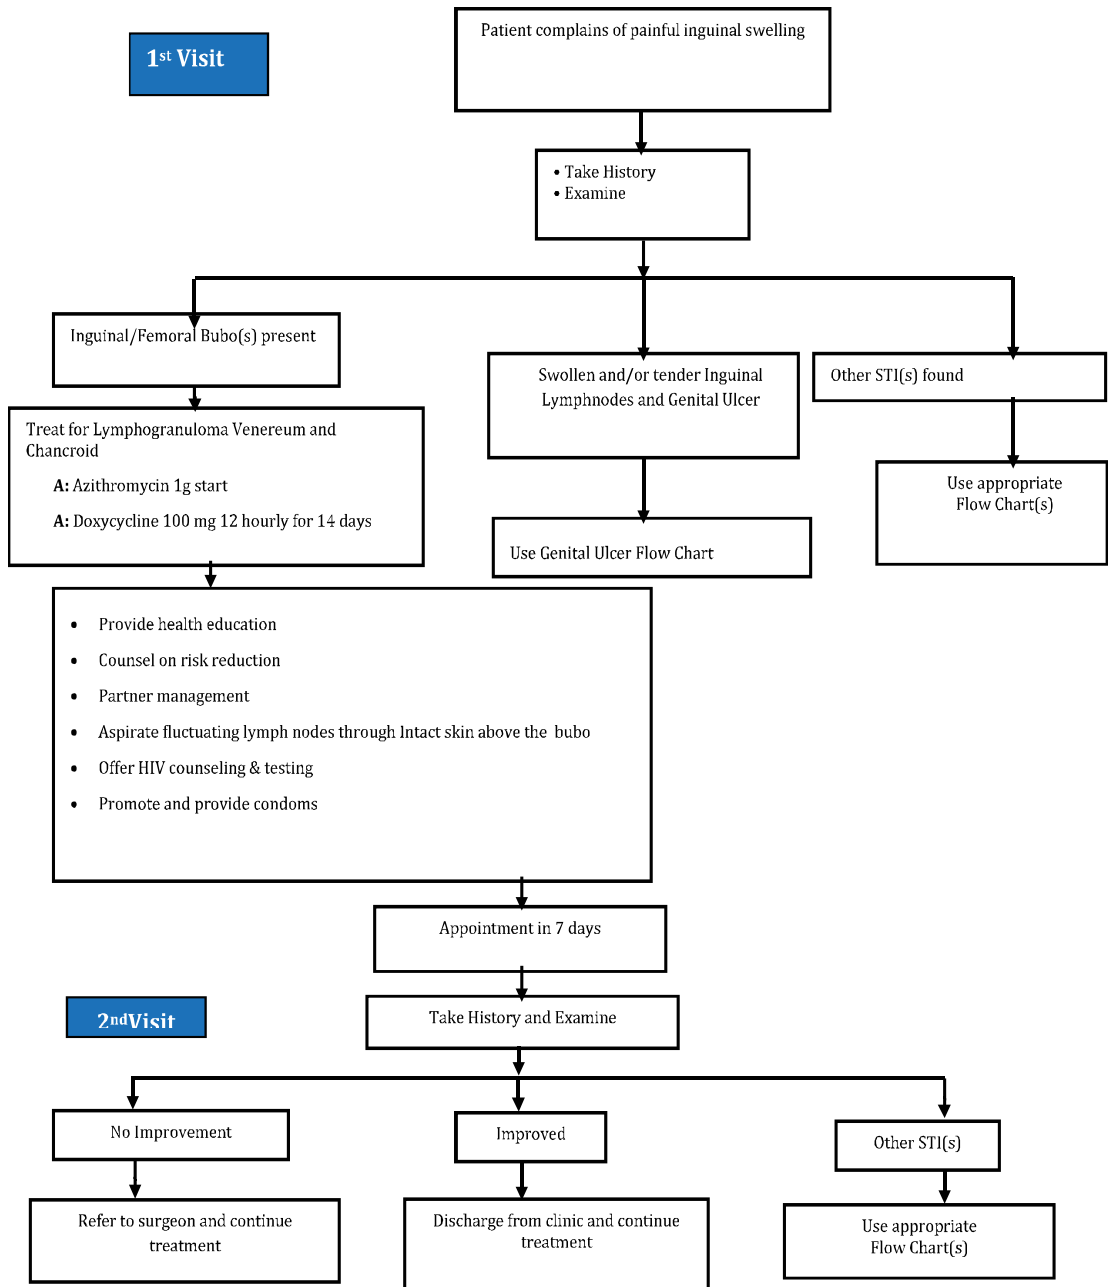 Patient complains of painful inguinal swelling
1st Visit
• Take History
• Examine
Inguinal/Femoral Bubo(s) present
Swollen and/or tender Inguinal
Lymphnodes and Genital Ulcer
Other STI(s) found
Treat for Lymphogranuloma Venereum and
Chancroid
A: Azithromycin 1g start
A: Doxycycline 100 mg 12 hourly for 14 days
Use Genital Ulcer Flow Chart
Use appropriate
Flow Chart(s)
• Provide health education
• Counsel on risk reduction
• Partner management
• Aspirate fluctuating lymph nodes through Intact skin above the bubo
• Offer HIV counseling & testing
• Promote and provide condoms
Appointment in 7 days
2ndVisit
Take History and Examine
No Improvement
Improved
Other STI(s)
Refer to surgeon and continue
treatment
Discharge from clinic and continue
treatment
Use appropriate
Flow Chart(s)